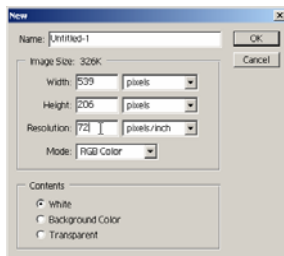 New
Name: Untitled-1
OK
Image Size: 326K
Cancel
Width: 539 pixels
Height: 206 pixels
Resolution: 72 pixels/inch
Mode: RGB Color
Contents
White
Background Color
Transparent